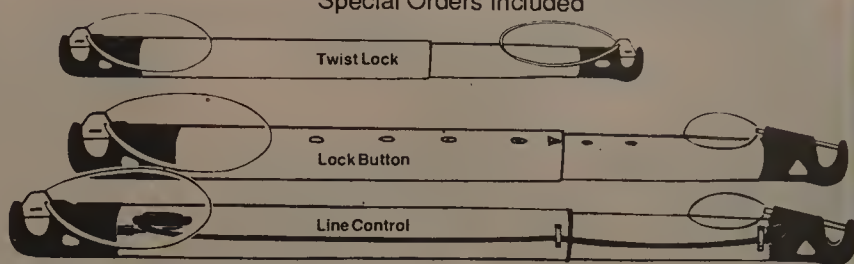 Special Orders Included
Twist Lock
Lock Button
Line Control